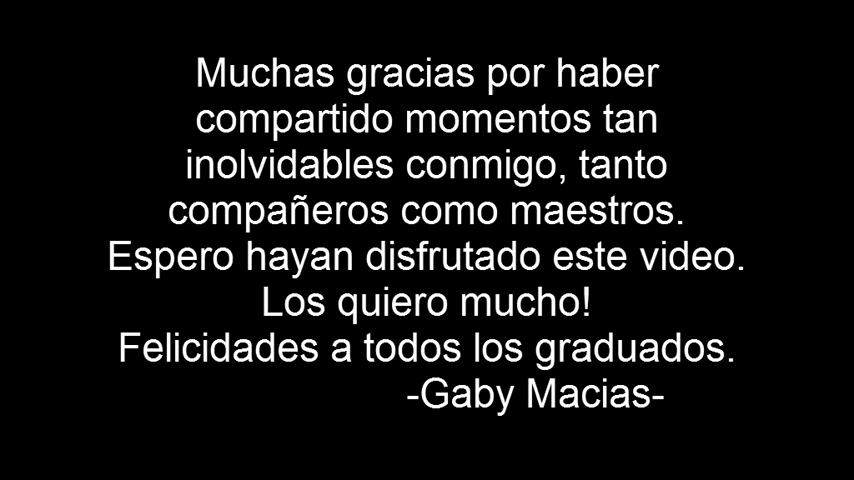 Muchas gracias por haber
compartido momentos tan
inolvidables conmigo, tanto
compañeros como maestros.
Espero hayan disfrutado este video.
Los quiero mucho!
Felicidades a todos los graduados.
-Gaby Macias-